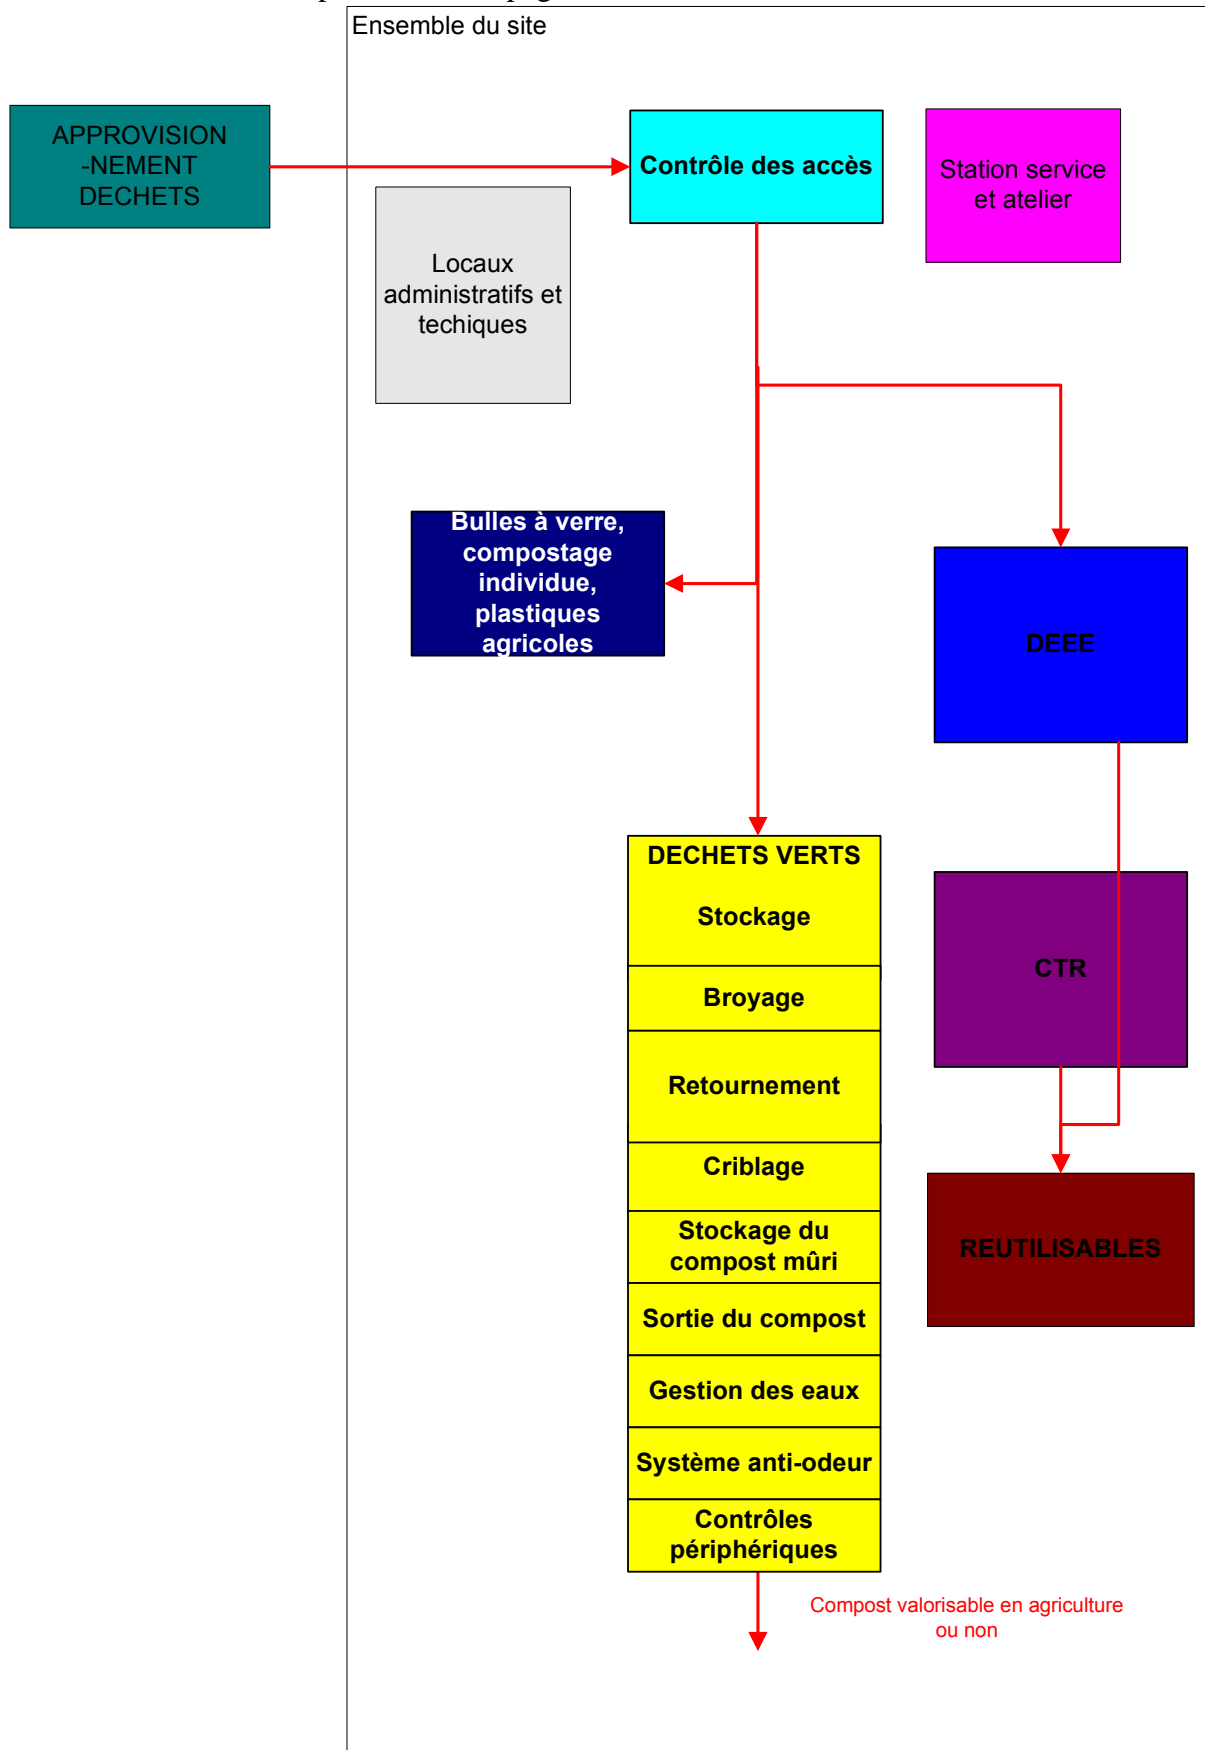 Ensemble du site
APPROVISION
-NEMENT
DECHETS
Contrôle des accès
Station service
et atelier
Locaux
administratifs et
techiques
Bulles à verre,
compostage
individue,
plastiques
agricoles
DEEE
DECHETS VERTS
Stockage
CTR
Broyage
Retournement
Criblage
Stockage du
compost mûri
REUTILISABLES
Sortie du compost
Gestion des eaux
Système anti-odeur
Contrôles
périphériques
Compost valorisable en agriculture
ou non